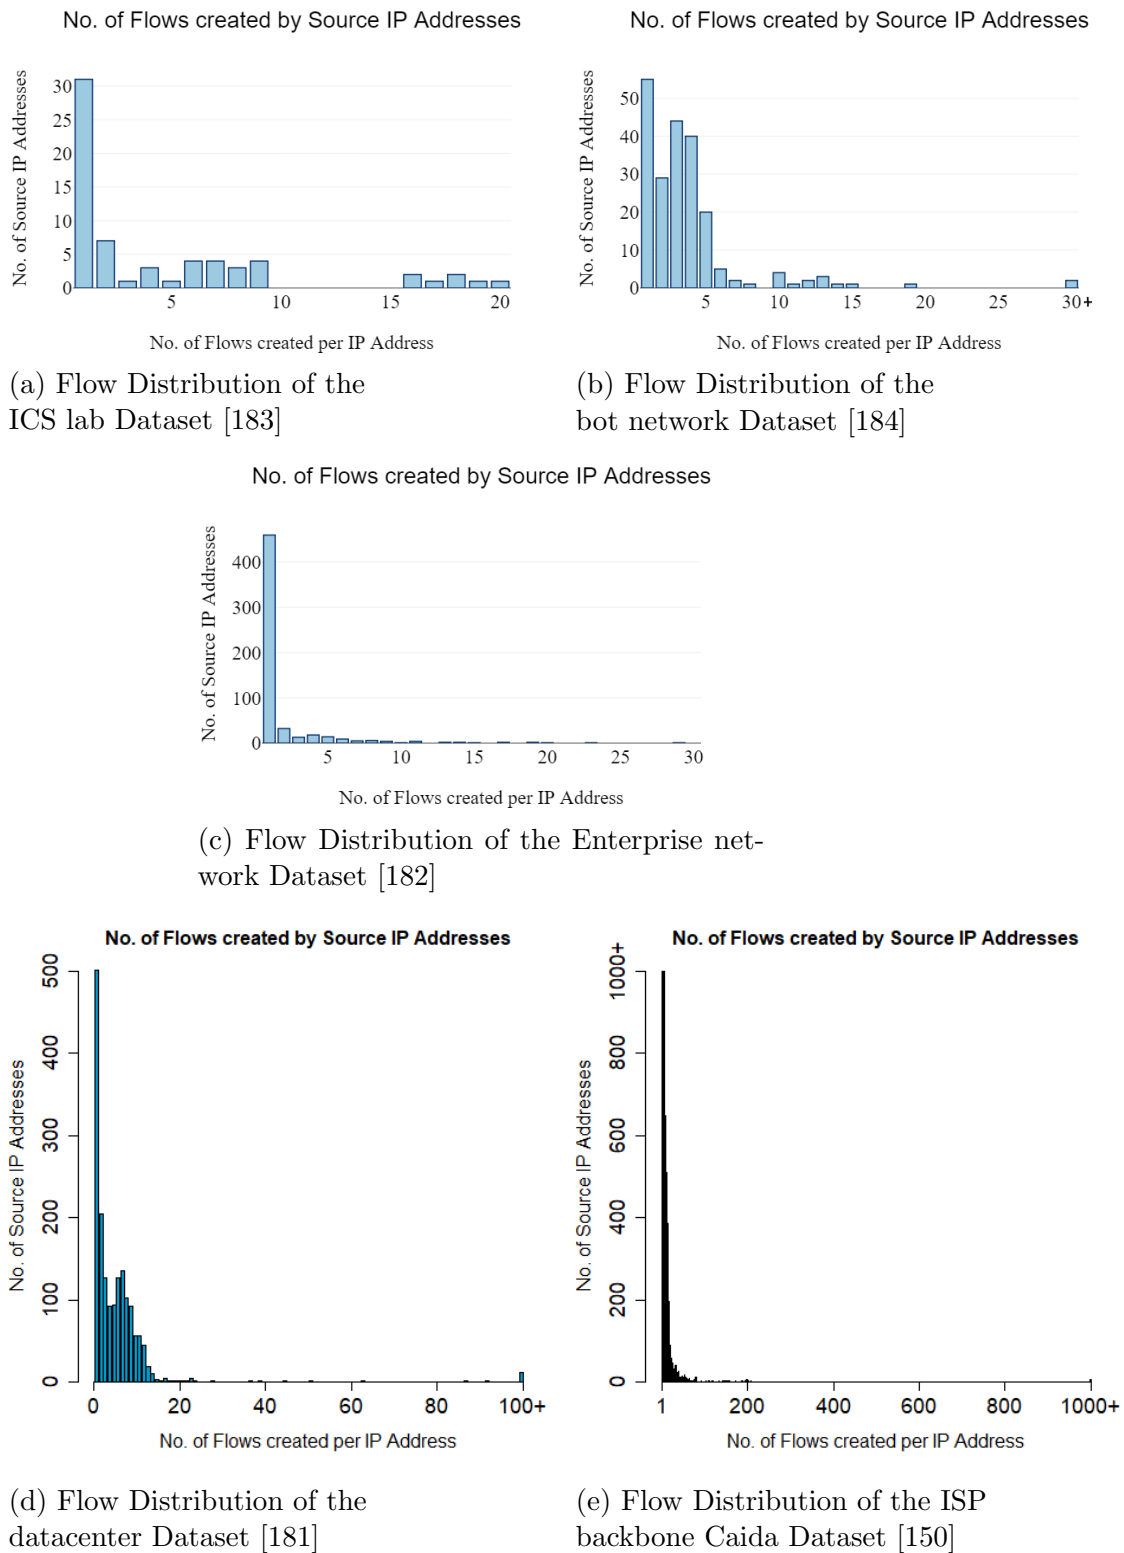 No. of Flows created by Source IP Addresses
No. of Source IP Addresses
30
25
20
15
10
5
0
5
10
15
20
No. of Flows created per IP Address
(a) Flow Distribution of the
ICS lab Dataset [183]
No. of Flows created by Source IP Addresses
No. of Source IP Addresses
50
40
30
20
10
0
5
10
15
20
25
30+
No. of Flows created per IP Address
(b) Flow Distribution of the
bot network Dataset [184]
No. of Flows created by Source IP Addresses
No. of Source IP Addresses
400
300
200
100
0
5
10
15
20
25
30
No. of Flows created per IP Address
(c) Flow Distribution of the Enterprise net-
work Dataset [182]
No. of Flows created by Source IP Addresses
No. of Source IP Addresses
500
400
300
200
100
0
0
20
40
60
80
100+
No. of Flows created per IP Address
(d) Flow Distribution of the
datacenter Dataset [181]
No. of Flows created by Source IP Addresses
No. of Source IP Addresses
1000+
800
600
400
200
0
1
200
400
600
800
1000+
No. of Flows created per IP Address
(e) Flow Distribution of the ISP
backbone Caida Dataset [150]